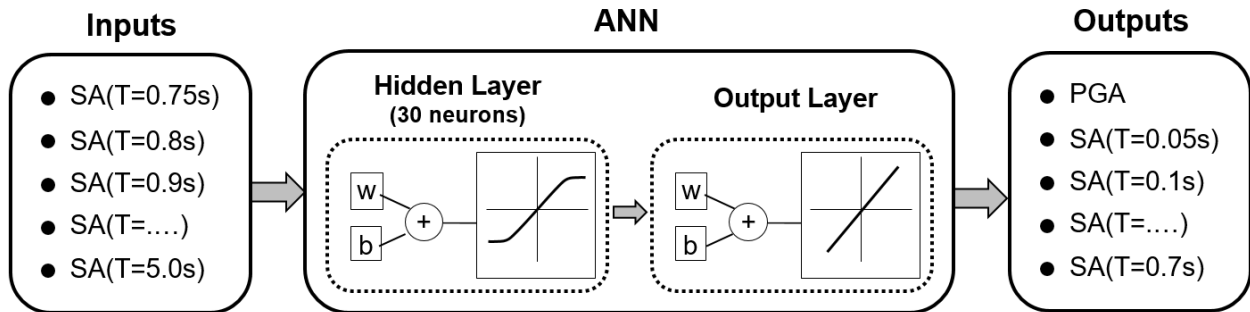 Inputs
● SA(T=0.75s)
● SA(T=0.8s)
● SA(T=0.9s)
● SA(T=....)
● SA(T=5.0s)
ANN
Hidden Layer
(30 neurons)
w
b
+
Output Layer
w
b
+
Outputs
● PGA
● SA(T=0.05s)
● SA(T=0.1s)
● SA(T=....)
● SA(T=0.7s)